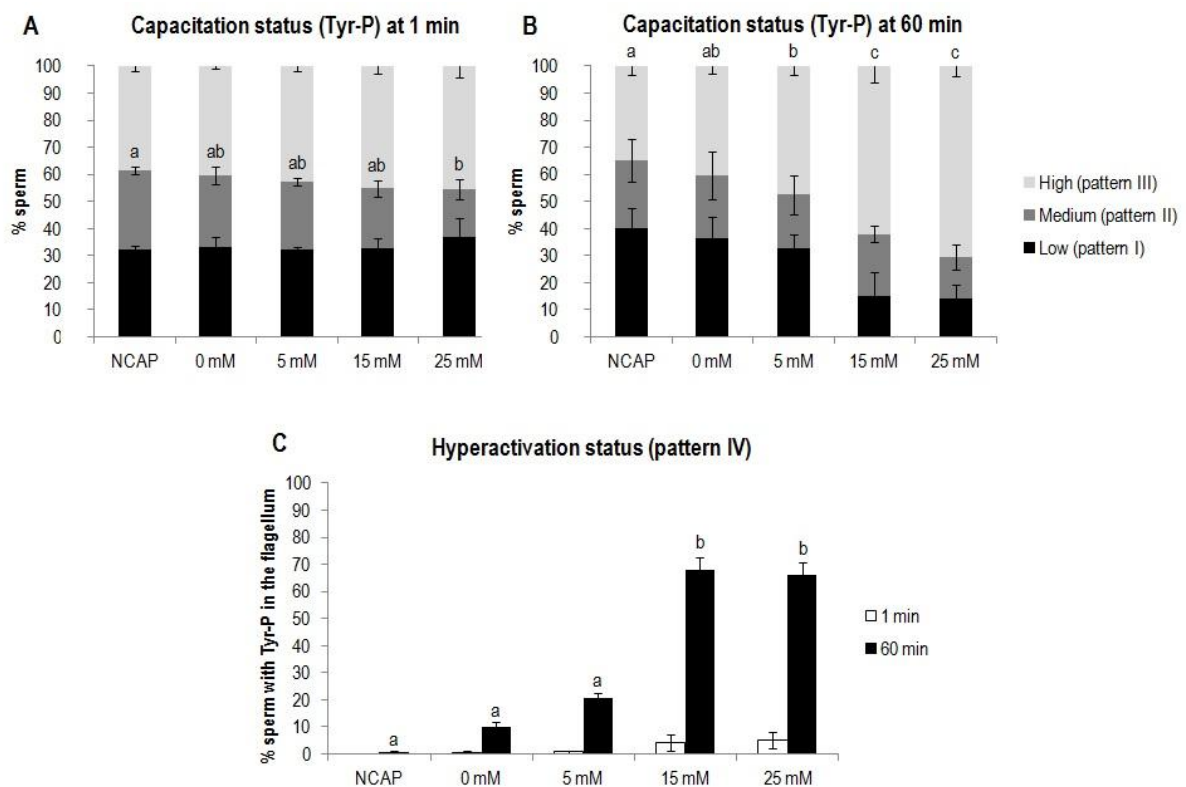 A
Capacitation status (Tyr-P) at 1 min
% sperm
100
90
80
70
60
50
40
30
20
10
0
a
ab
ab
ab
b
NCAP 0 mM 5 mM 15 mM 25 mM
B
Capacitation status (Tyr-P) at 60 min
% sperm
100
90
80
70
60
50
40
30
20
10
0
a
ab
b
c
c
NCAP 0 mM 5 mM 15 mM 25 mM
High (pattern III)
Medium (pattern II)
Low (pattern I)
C
Hyperactivation status (pattern IV)
% sperm with Tyr-P in the flagellum
100
90
80
70
60
50
40
30
20
10
0
a
a
a
b
b
NCAP 0 mM 5 mM 15 mM 25 mM
1 min
60 min